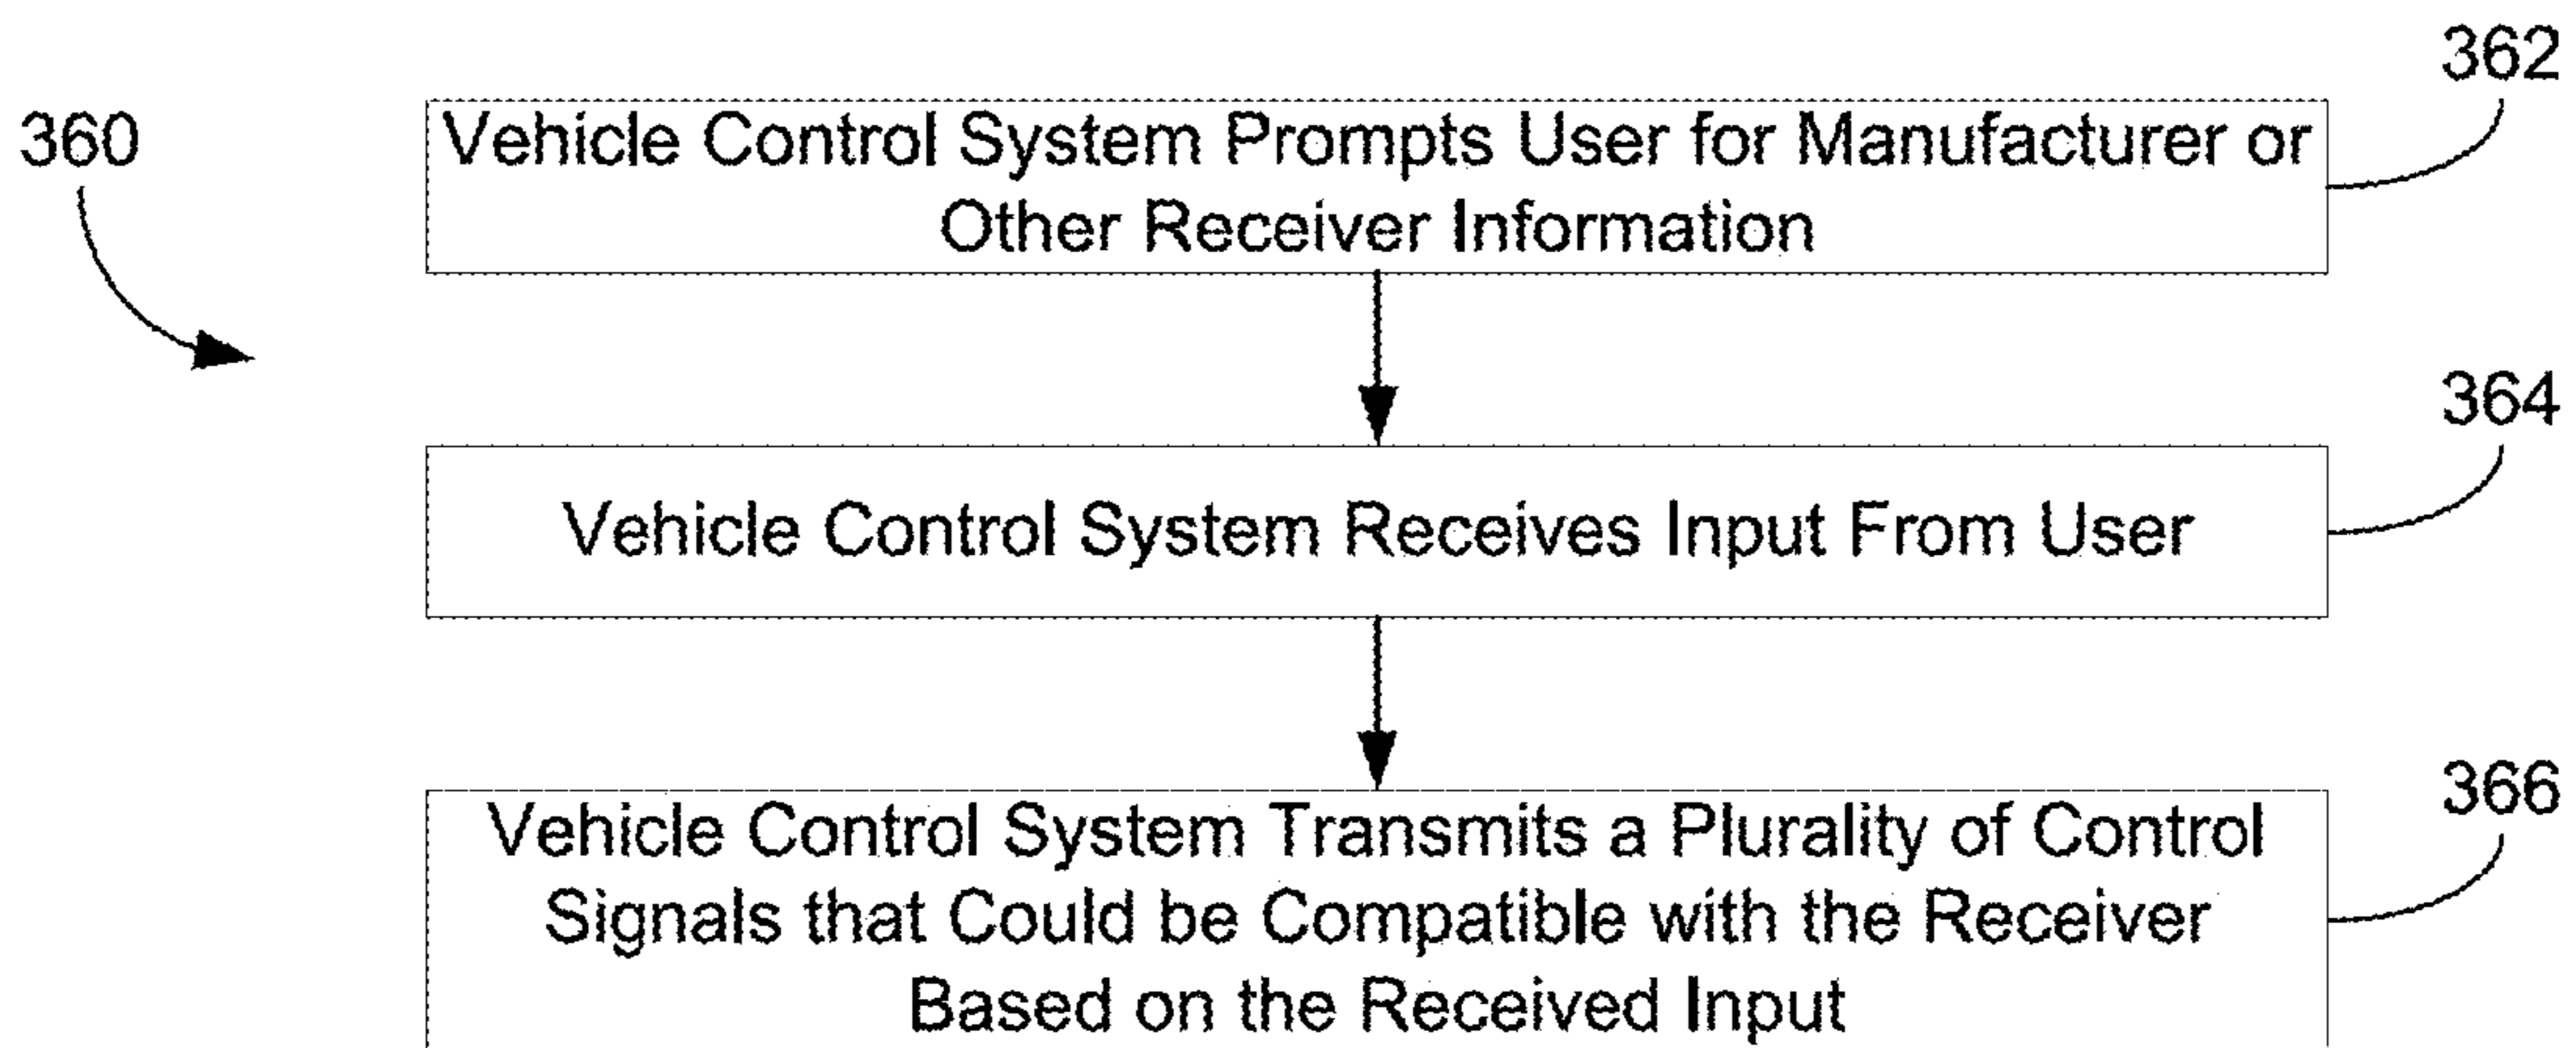 362
360
Vehicle Control System Prompts User for Manufacturer or
Other Receiver Information
364
Vehicle Control System Receives Input From User
366
Vehicle Control System Transmits a Plurality of Control
Signals that Could be Compatible with the Receiver
Based on the Received Input